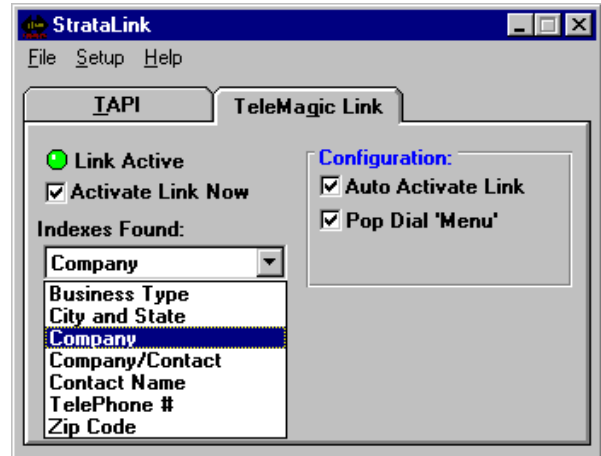 StrataLink
File Setup Help
TAPI
TeleMagic Link
Link Active
Activate Link Now
Indexes Found:
Company
Business Type
City and State
Company
Company/Contact
Contact Name
TelePhone #
Zip Code
Configuration:
Auto Activate Link
Pop Dial 'Menu'